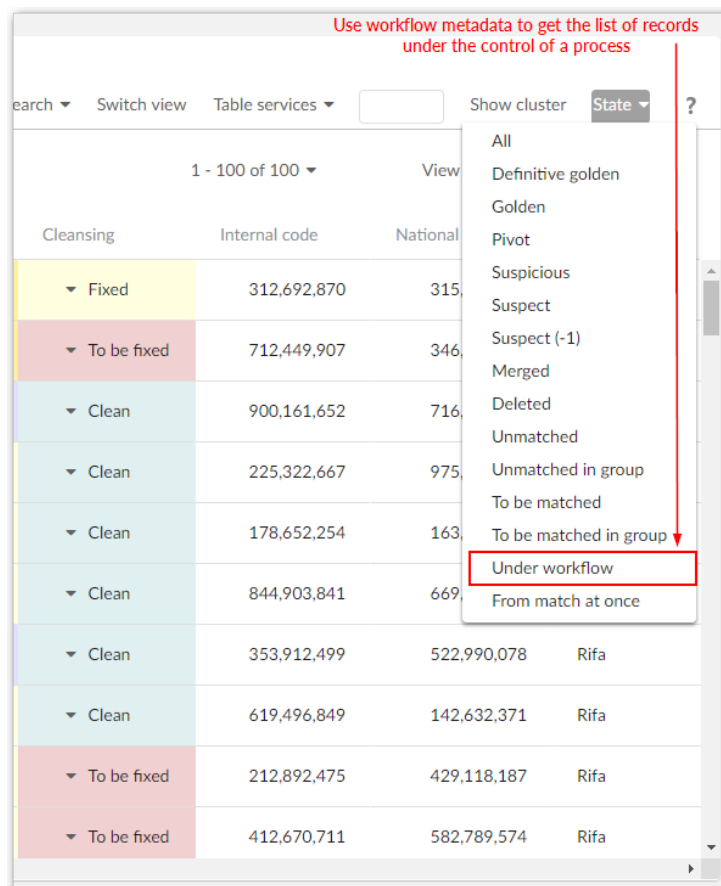 Use workflow metadata to get the list of records
under the control of a process
earch Switch view Table services Show cluster State ?
All
1 - 100 of 100 View
Definitive golden
Golden
Cleansing Internal code National
Pivot
Suspicious
Fixed 312,692,870 315,
Suspect
Suspect (-1)
To be fixed 712,449,907 346,
Merged
Deleted
Clean 900,161,652 716,
Unmatched
Unmatched in group
Clean 225,322,667 975,
To be matched
To be matched in group
Clean 178,652,254 163,
Under workflow
Clean 844,903,841 669,
From match at once
Clean 353,912,499 522,990,078 Rifa
Clean 619,496,849 142,632,371 Rifa
To be fixed 212,892,475 429,118,187 Rifa
To be fixed 412,670,711 582,789,574 Rifa